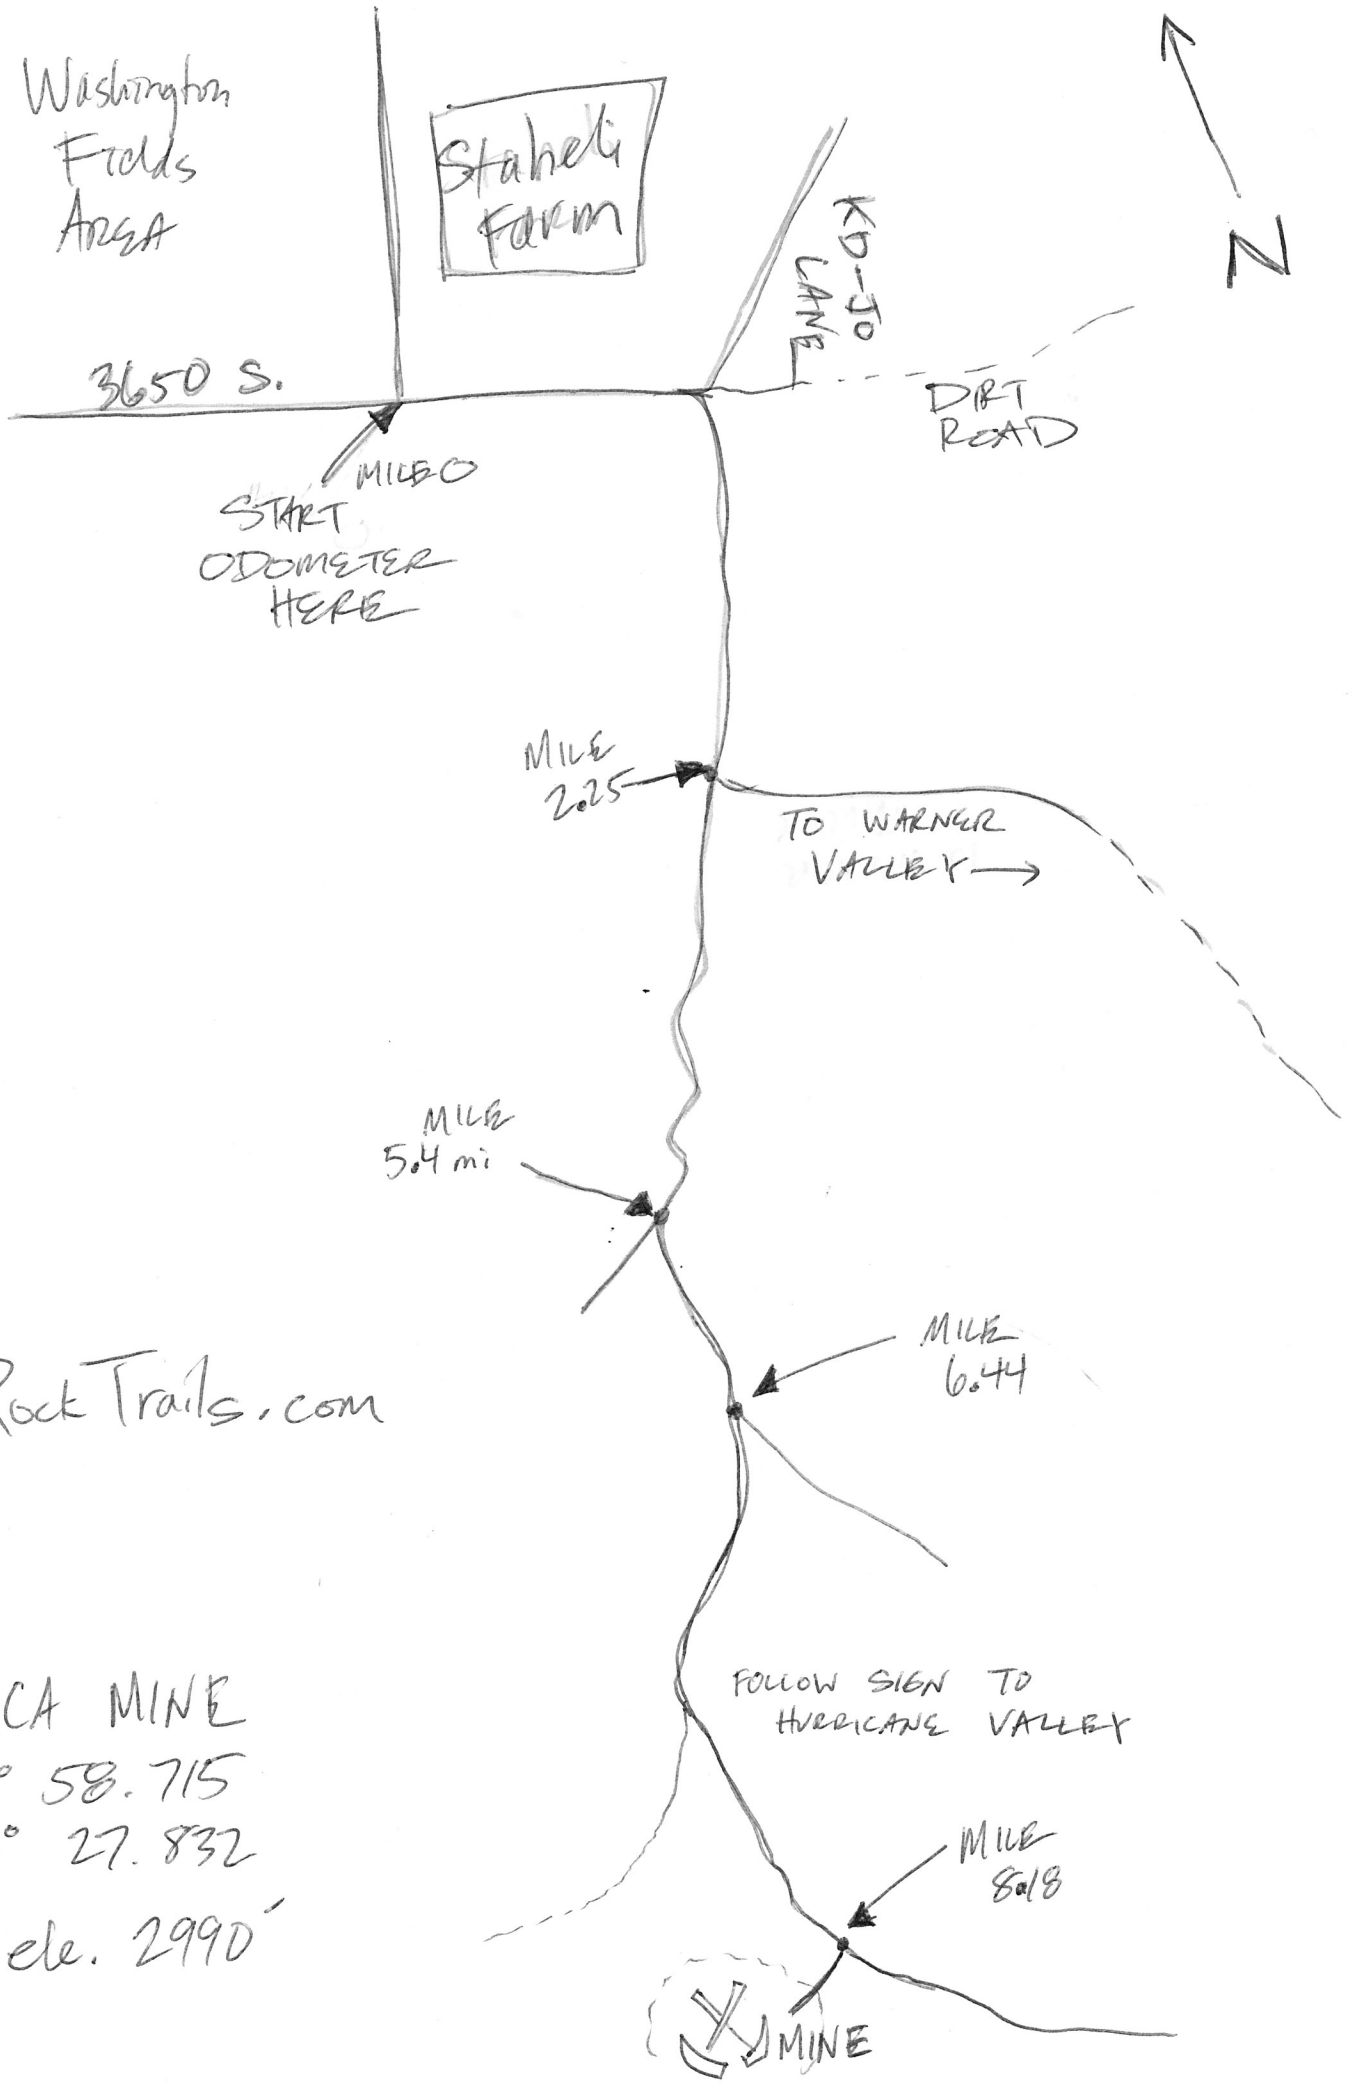 Washington
Fields
AREA
Staheli
Farm
KD-JO
LANE
N
3650 S.
DIRT
ROAD
MILE 0
START
ODOMETER
HERE
MILE
2.25
TO WARNER
VALLEY
MILE
5.4 mi
MILE
6.44
RockTrails.com
FOLLOW SIGN TO
HURRICANE VALLEY
CA MINE
° 58.715
° 27.832
ele. 2990'
MILE
8.18
MINE